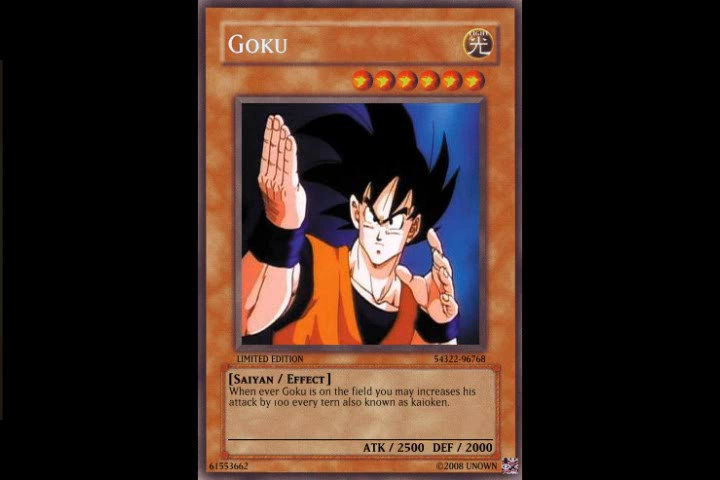 Goku
LIGHT
光
LIMITED EDITION 54322-96768
[Saiyan / Effect]
When ever Goku is on the field you may increases his
attack by 100 every tern also known as kaioken.
ATK / 2500 DEF / 2000
61553662 ©2008 UNOWN